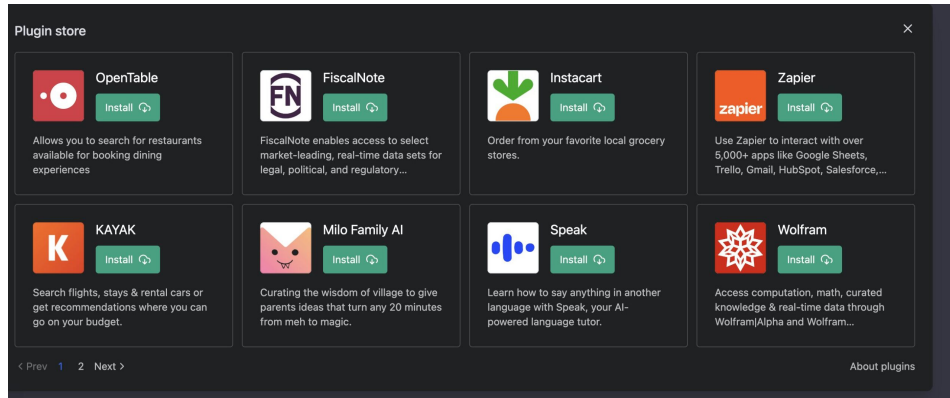 Plugin store
OpenTable
Install
Allows you to search for restaurants
available for booking dining
experiences
FN
FiscalNote
Install
FiscalNote enables access to select
market-leading, real-time data sets for
legal, political, and regulatory...
Instacart
Install
Order from your favorite local grocery
stores.
zapier
Zapier
Install
Use Zapier to interact with over
5,000+ apps like Google Sheets,
Trello, Gmail, HubSpot, Salesforce,...
K
KAYAK
Install
Search flights, stays & rental cars or
get recommendations where you can
go on your budget.
Milo Family AI
Install
Curating the wisdom of village to give
parents ideas that turn any 20 minutes
from meh to magic.
Speak
Install
Learn how to say anything in another
language with Speak, your AI-
powered language tutor.
Wolfram
Install
Access computation, math, curated
knowledge & real-time data through
Wolfram|Alpha and Wolfram...
< Prev 1 2 Next >
About plugins